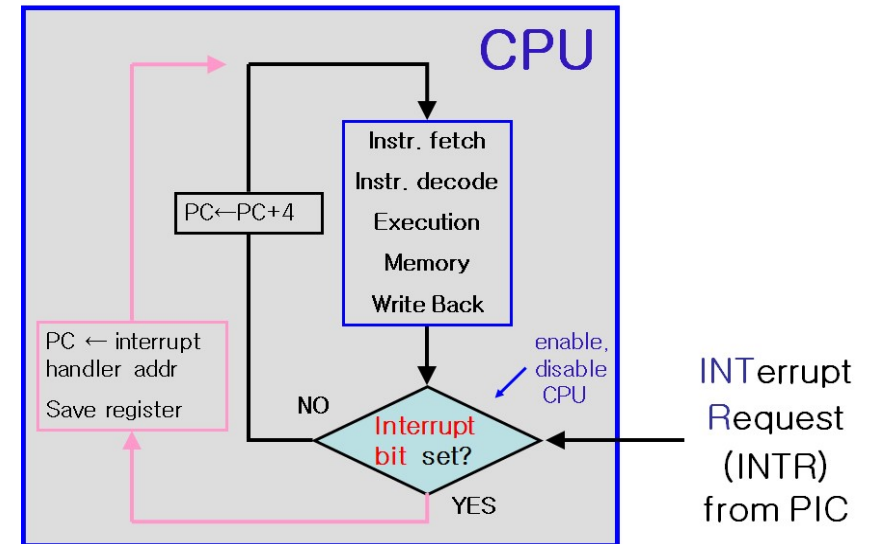 CPU
Instr. fetch
Instr. decode
Execution
Memory
Write Back
PC←PC+4
PC ← interrupt
handler addr
Save register
enable,
disable
CPU
NO
Interrupt
bit set?
YES
INTerrupt
Request
(INTR)
from PIC